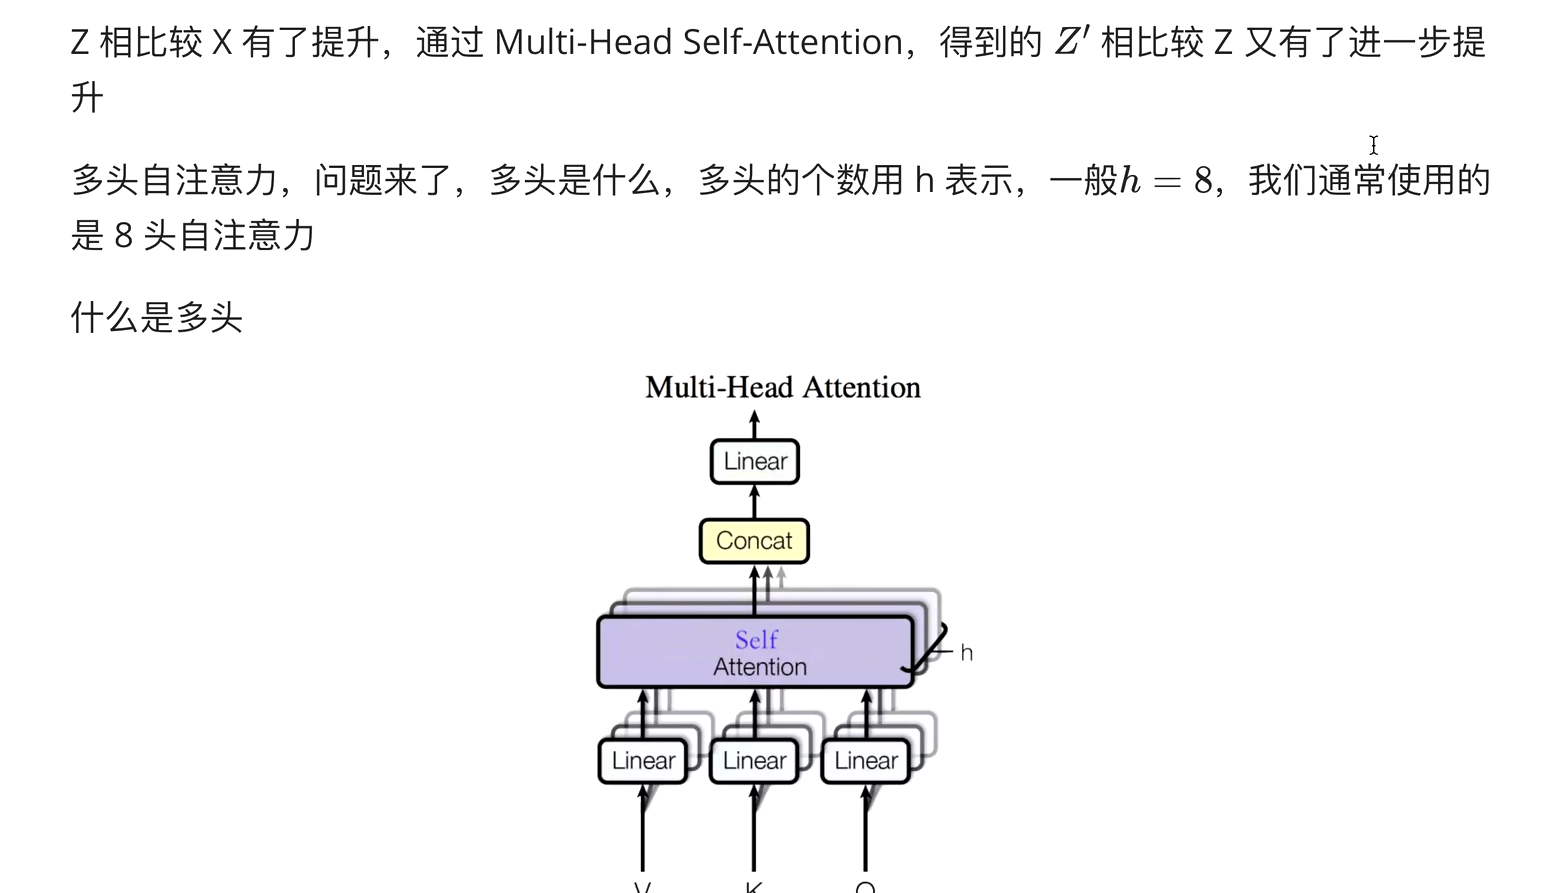 Z 相比较 X 有了提升，通过 Multi-Head Self-Attention，得到的 Z′ 相比较 Z 又有了进一步提
升
多头自注意力，问题来了，多头是什么，多头的个数用 h 表示，一般h = 8，我们通常使用的
是 8 头自注意力
什么是多头
Multi-Head Attention
Linear
Concat
Self
Attention
h
Linear Linear Linear
V K Q